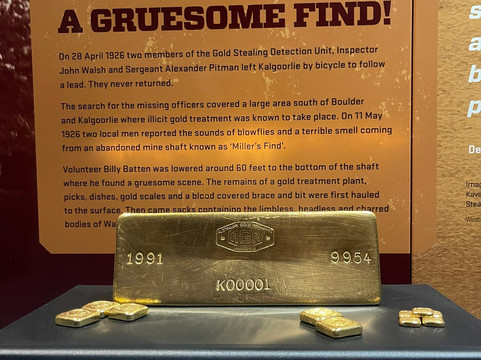 A GRUESOME FIND!
On 28 April 1926 two members of the Gold Stealing Detection Unit, Inspector
John Walsh and Sergeant Alexander Pitman left Kalgoorlie by bicycle to follow
a lead. They never returned.
The search for the missing officers covered a large area south of Boulder
and Kalgoorlie where illicit gold treatment was known to take place. On 11 May
1926 two local men reported the sounds of blowflies and a terrible smell coming
from an abandoned mine shaft known as ‘Miller’s Find’.
Volunteer Billy Batten was lowered around 60 feet to the bottom of the shaft
where he found a gruesome scene. The remains of a gold treatment plant,
picks, dishes, gold scales and a blood covered brace and bit were first hauled
to the surface. Then came sacks containing the limbless, headless and charred
bodies of
AGR
1991
9954
K00001